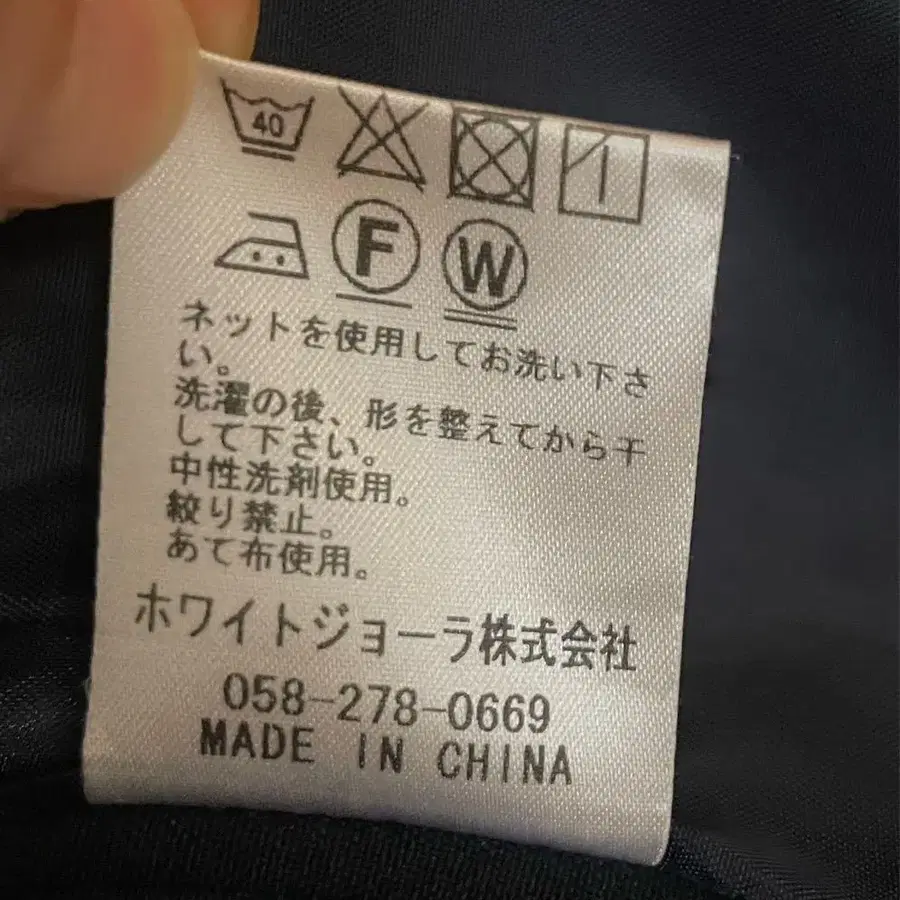 40
F W
ネットを使用してお洗い下さ
い。
洗濯の後、形を整えてから干
して下さい。
中性洗剤使用。
絞り禁止。
あて布使用。
ホワイトジョーラ株式会社
058-278-0669
MADE IN CHINA